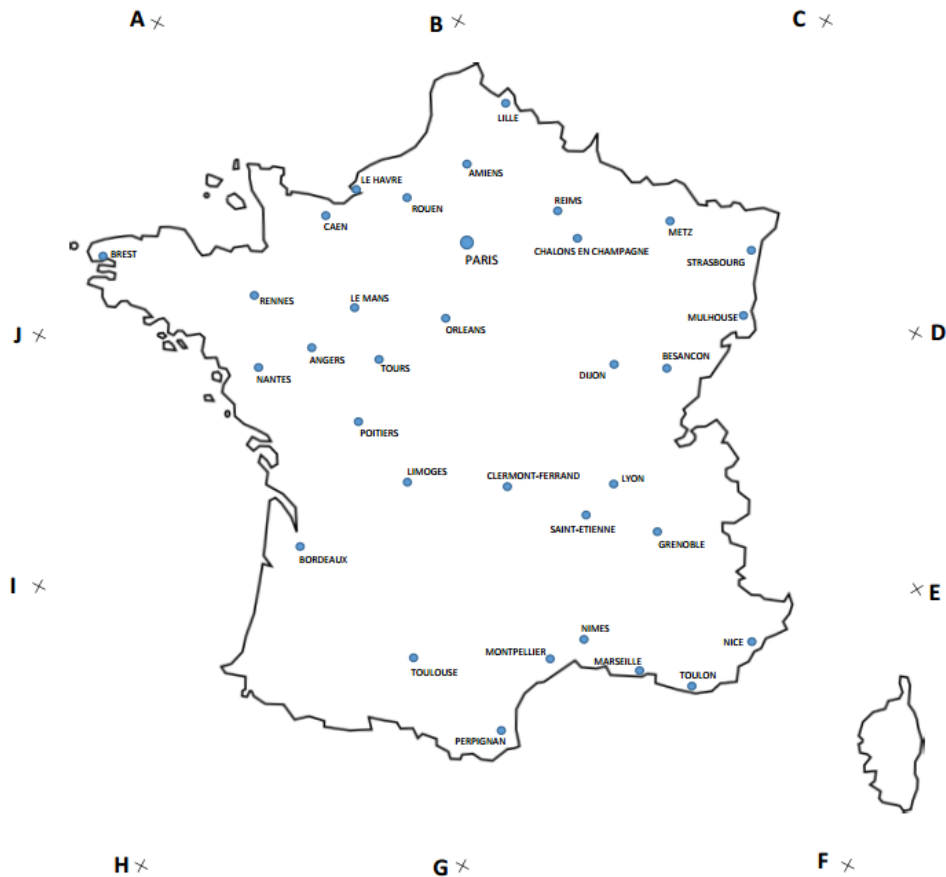 A
B
C
LILLE
AMIENS
LE HAVRE
ROUEN
REIMS
CAEN
METZ
CHALONS EN CHAMPAGNE
STRASBOURG
BREST
PARIS
RENNES
LE MANS
MULHOUSE
ORLEANS
J
D
ANGERS
BESANCON
TOURS
DIJON
NANTES
POITIERS
LIMOGES
CLERMONT-FERRAND
LYON
SAINT-ETIENNE
GRENOBLE
BORDEAUX
I
E
NIMES
NICE
MONTPELLIER
MARSEILLE
TOULOUSE
TOULON
PERPIGNAN
H
G
F